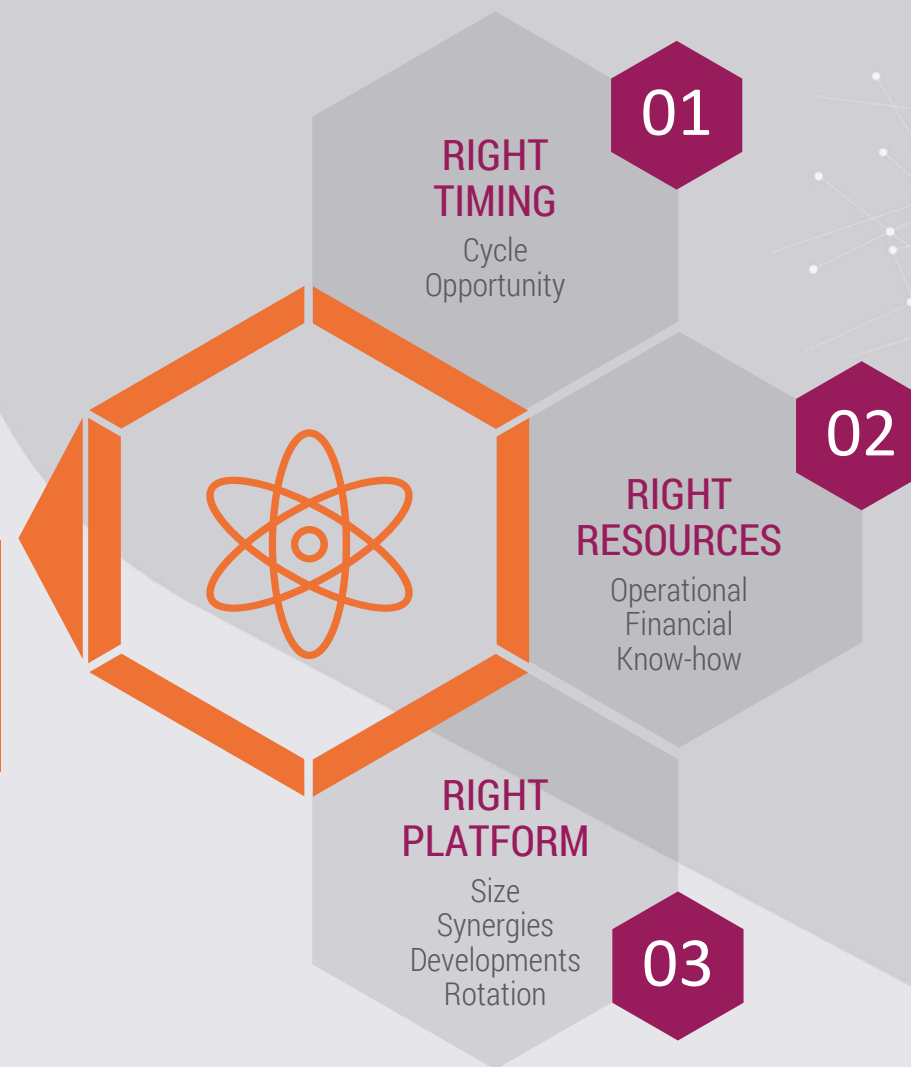 01
RIGHT
TIMING
Cycle
Opportunity
02
RIGHT
RESOURCES
Operational
Financial
Know-how
RIGHT
PLATFORM
Size
Synergies
Developments
Rotation
03